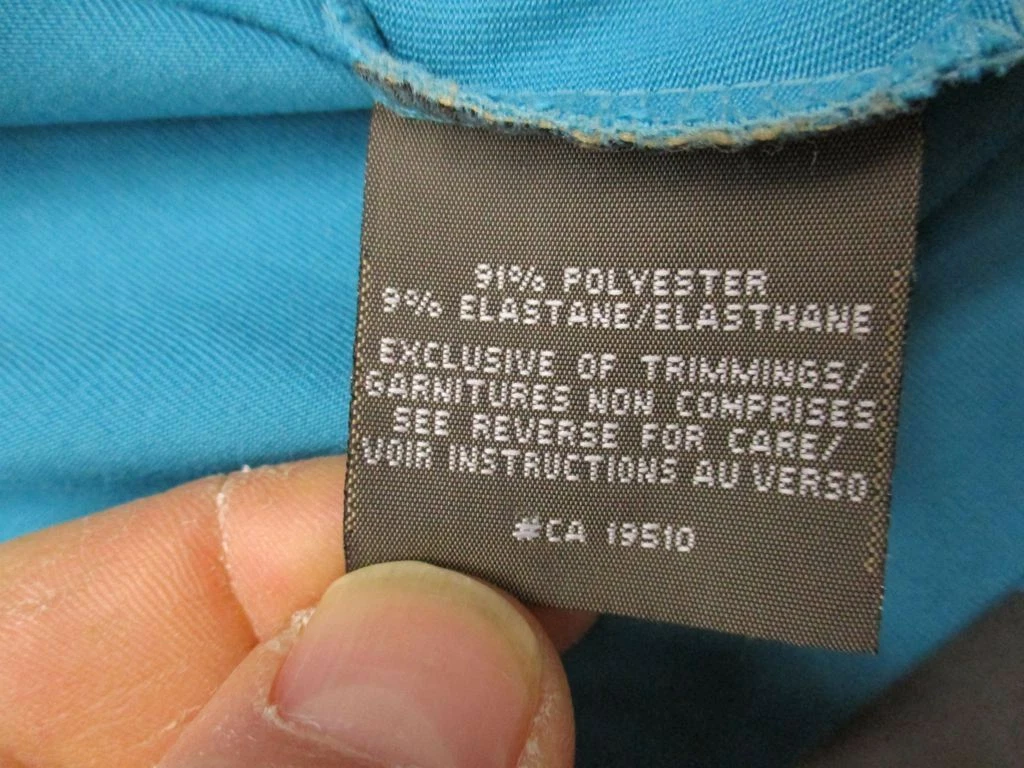 91% POLYESTER
9% ELASTANE/ELASTHANE
EXCLUSIVE OF TRIMMINGS/
GARNITURES NON COMPRISES
SEE REVERSE FOR CARE/
VOIR INSTRUCTIONS AU VERSO
#CA 19510